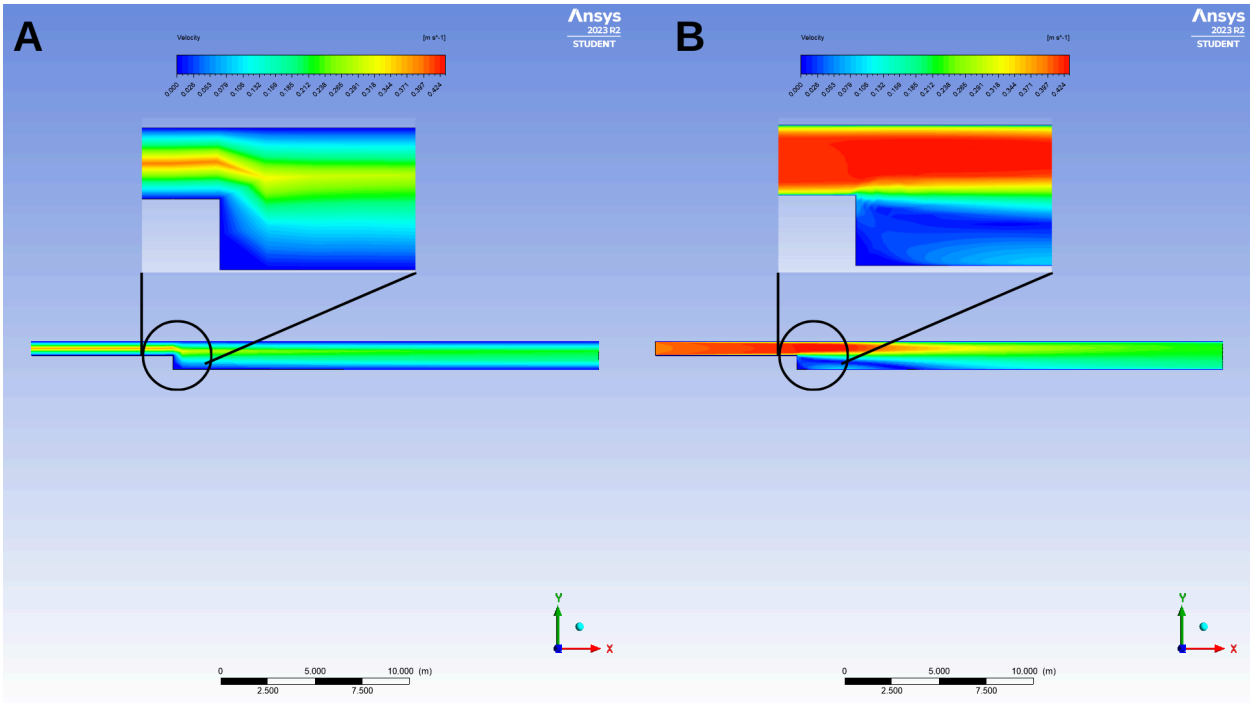 A
Ansys
2023 R2
STUDENT
Velocity
[m s^-1]
0.000 0.026 0.053 0.079 0.106 0.132 0.159 0.185 0.212 0.238 0.265 0.291 0.318 0.344 0.371 0.397 0.424
Y
X
0 5.000 10.000 (m)
2.500 7.500
B
Ansys
2023 R2
STUDENT
Velocity
[m s^-1]
0.000 0.026 0.053 0.079 0.106 0.132 0.159 0.185 0.212 0.238 0.265 0.291 0.318 0.344 0.371 0.397 0.424
Y
X
0 5.000 10.000 (m)
2.500 7.500